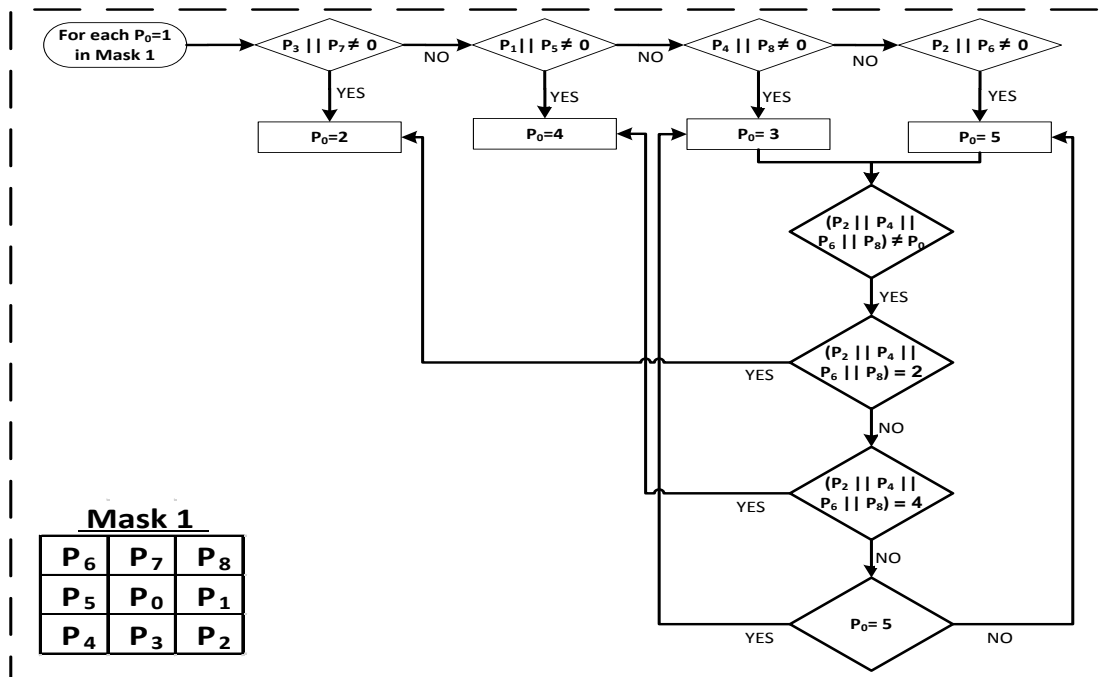 For each P₀=1
in Mask 1
P₃ || P₇ ≠ 0
NO
P₁ || P₅ ≠ 0
NO
P₄ || P₈ ≠ 0
NO
P₂ || P₆ ≠ 0
YES
YES
YES
YES
P₀=2
P₀=4
P₀= 3
P₀= 5
(P₂ || P₄ ||
P₆ || P₈) ≠ P₀
YES
(P₂ || P₄ ||
P₆ || P₈) = 2
YES
NO
(P₂ || P₄ ||
P₆ || P₈) = 4
YES
NO
P₀= 5
YES
NO
Mask 1
P₆ P₇ P₈
P₅ P₀ P₁
P₄ P₃ P₂